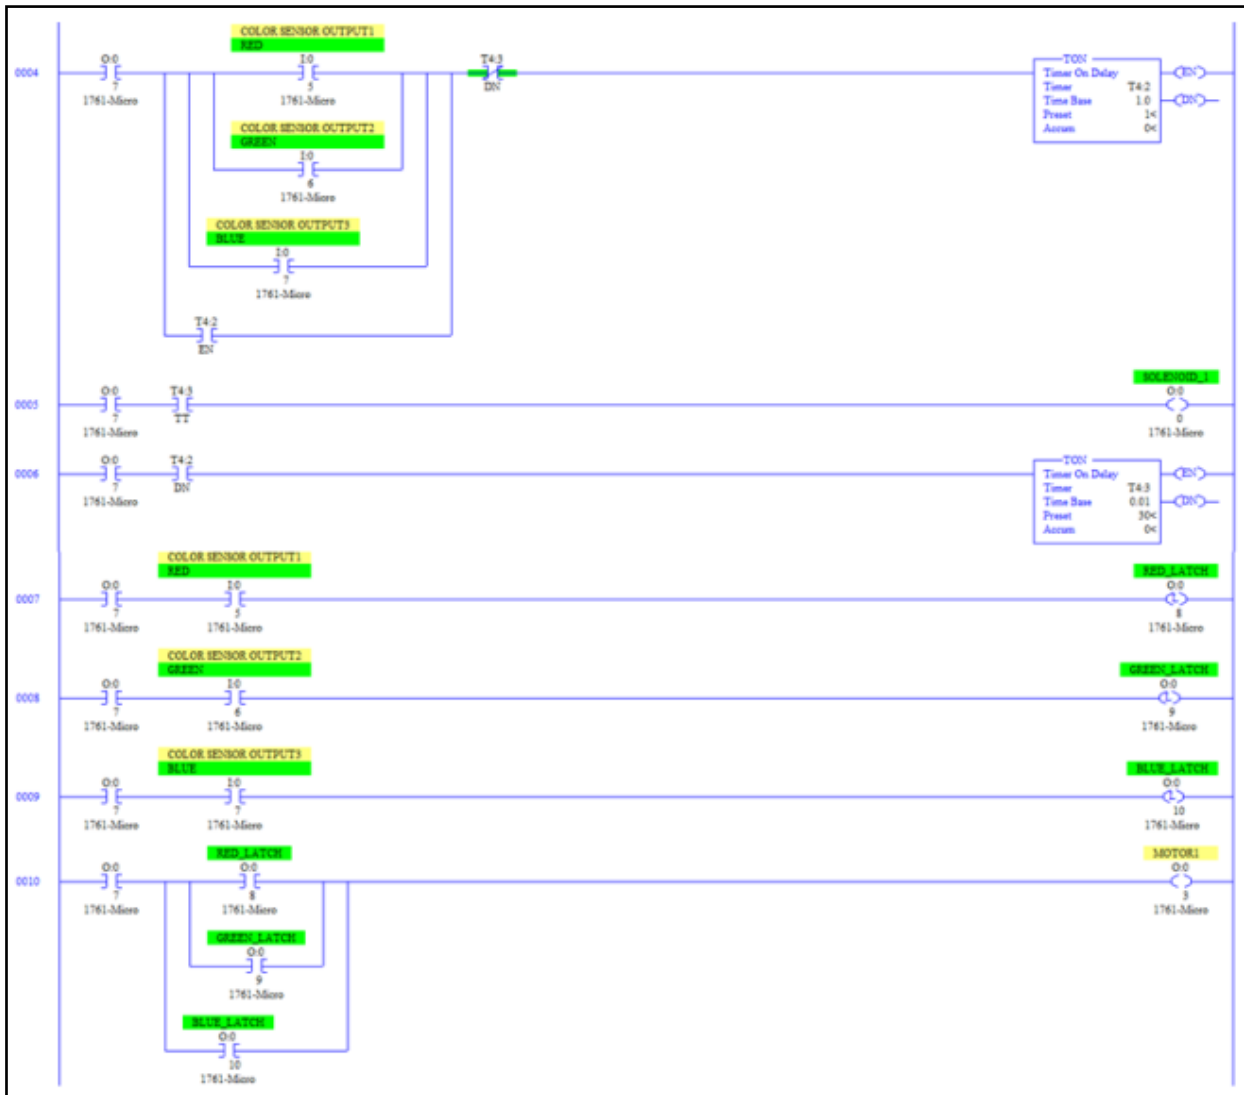 COLOR SENSOR OUTPUT1
RED
0004
O:0
7
1761-Micro
I:0
5
1761-Micro
T4:3
DN
TON
Timer On Delay
Timer T4:2
Time Base 1.0
Preset 1<
Accum 0<
EN
DN
COLOR SENSOR OUTPUT2
GREEN
I:0
6
1761-Micro
COLOR SENSOR OUTPUT3
BLUE
I:0
7
1761-Micro
T4:2
EN
0005
O:0
7
1761-Micro
T4:3
TT
SOLENOID_1
O:0
0
1761-Micro
0006
O:0
7
1761-Micro
T4:2
DN
TON
Timer On Delay
Timer T4:3
Time Base 0.01
Preset 30<
Accum 0<
EN
DN
COLOR SENSOR OUTPUT1
RED
0007
O:0
7
1761-Micro
I:0
5
1761-Micro
RED_LATCH
O:0
L
8
1761-Micro
COLOR SENSOR OUTPUT2
GREEN
0008
O:0
7
1761-Micro
I:0
6
1761-Micro
GREEN_LATCH
O:0
L
9
1761-Micro
COLOR SENSOR OUTPUT3
BLUE
0009
O:0
7
1761-Micro
I:0
7
1761-Micro
BLUE_LATCH
O:0
L
10
1761-Micro
0010
O:0
7
1761-Micro
RED_LATCH
O:0
8
1761-Micro
MOTOR1
O:0
3
1761-Micro
GREEN_LATCH
O:0
9
1761-Micro
BLUE_LATCH
O:0
10
1761-Micro